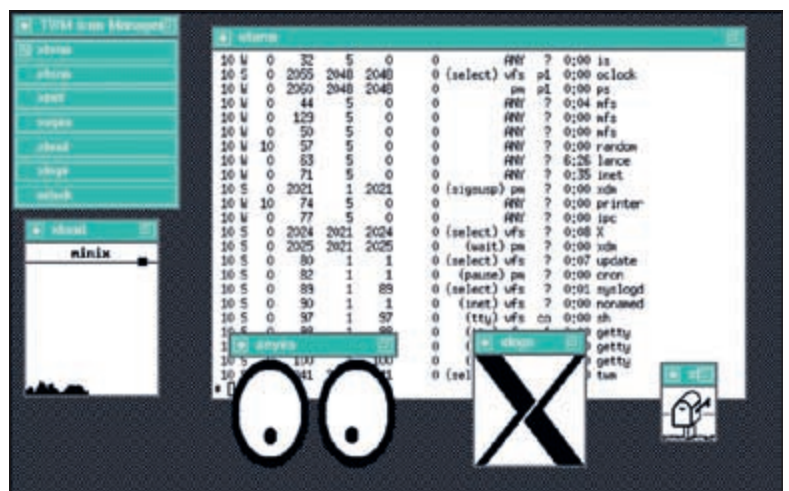 TWM Icon Manager
xterm
xterm
xeyes
xload
xlogo
oclock
xload
minix
xterm
10 W 0 32 5 0 0 ANY ? 0:00 is
10 S 0 2055 2048 2048 0 (select) vfs p1 0:00 oclock
10 W 0 2060 2048 2048 0 pm p1 0:00 ps
10 W 0 44 5 0 0 ANY ? 0:04 mfs
10 W 0 129 5 0 0 ANY ? 0:00 mfs
10 W 0 50 5 0 0 ANY ? 0:00 mfs
10 W 10 57 5 0 0 ANY ? 0:00 random
10 W 0 63 5 0 0 ANY ? 6:26 lance
10 W 0 71 5 0 0 ANY ? 0:35 inet
10 S 0 2021 1 2021 0 (sigsusp) pm ? 0:00 xdm
10 W 10 74 5 0 0 ANY ? 0:00 printer
10 W 0 77 5 0 0 ANY ? 0:00 ipc
10 S 0 2024 2021 2024 0 (select) vfs ? 0:08 X
10 S 0 2025 2021 2025 0 (wait) pm ? 0:00 xdm
10 S 0 80 1 1 0 (select) vfs ? 0:07 update
10 S 0 82 1 1 0 (pause) pm ? 0:00 cron
10 S 0 89 1 89 0 (select) vfs ? 0:01 syslogd
10 S 0 90 1 1 0 (inet) vfs ? 0:00 nonamed
10 S 0 97 1 97 0 (tty) vfs co 0:00 sh
getty
getty
10 S 0 100 1 100 0 getty
10 0 (sel twm
#
xeyes
xlogo